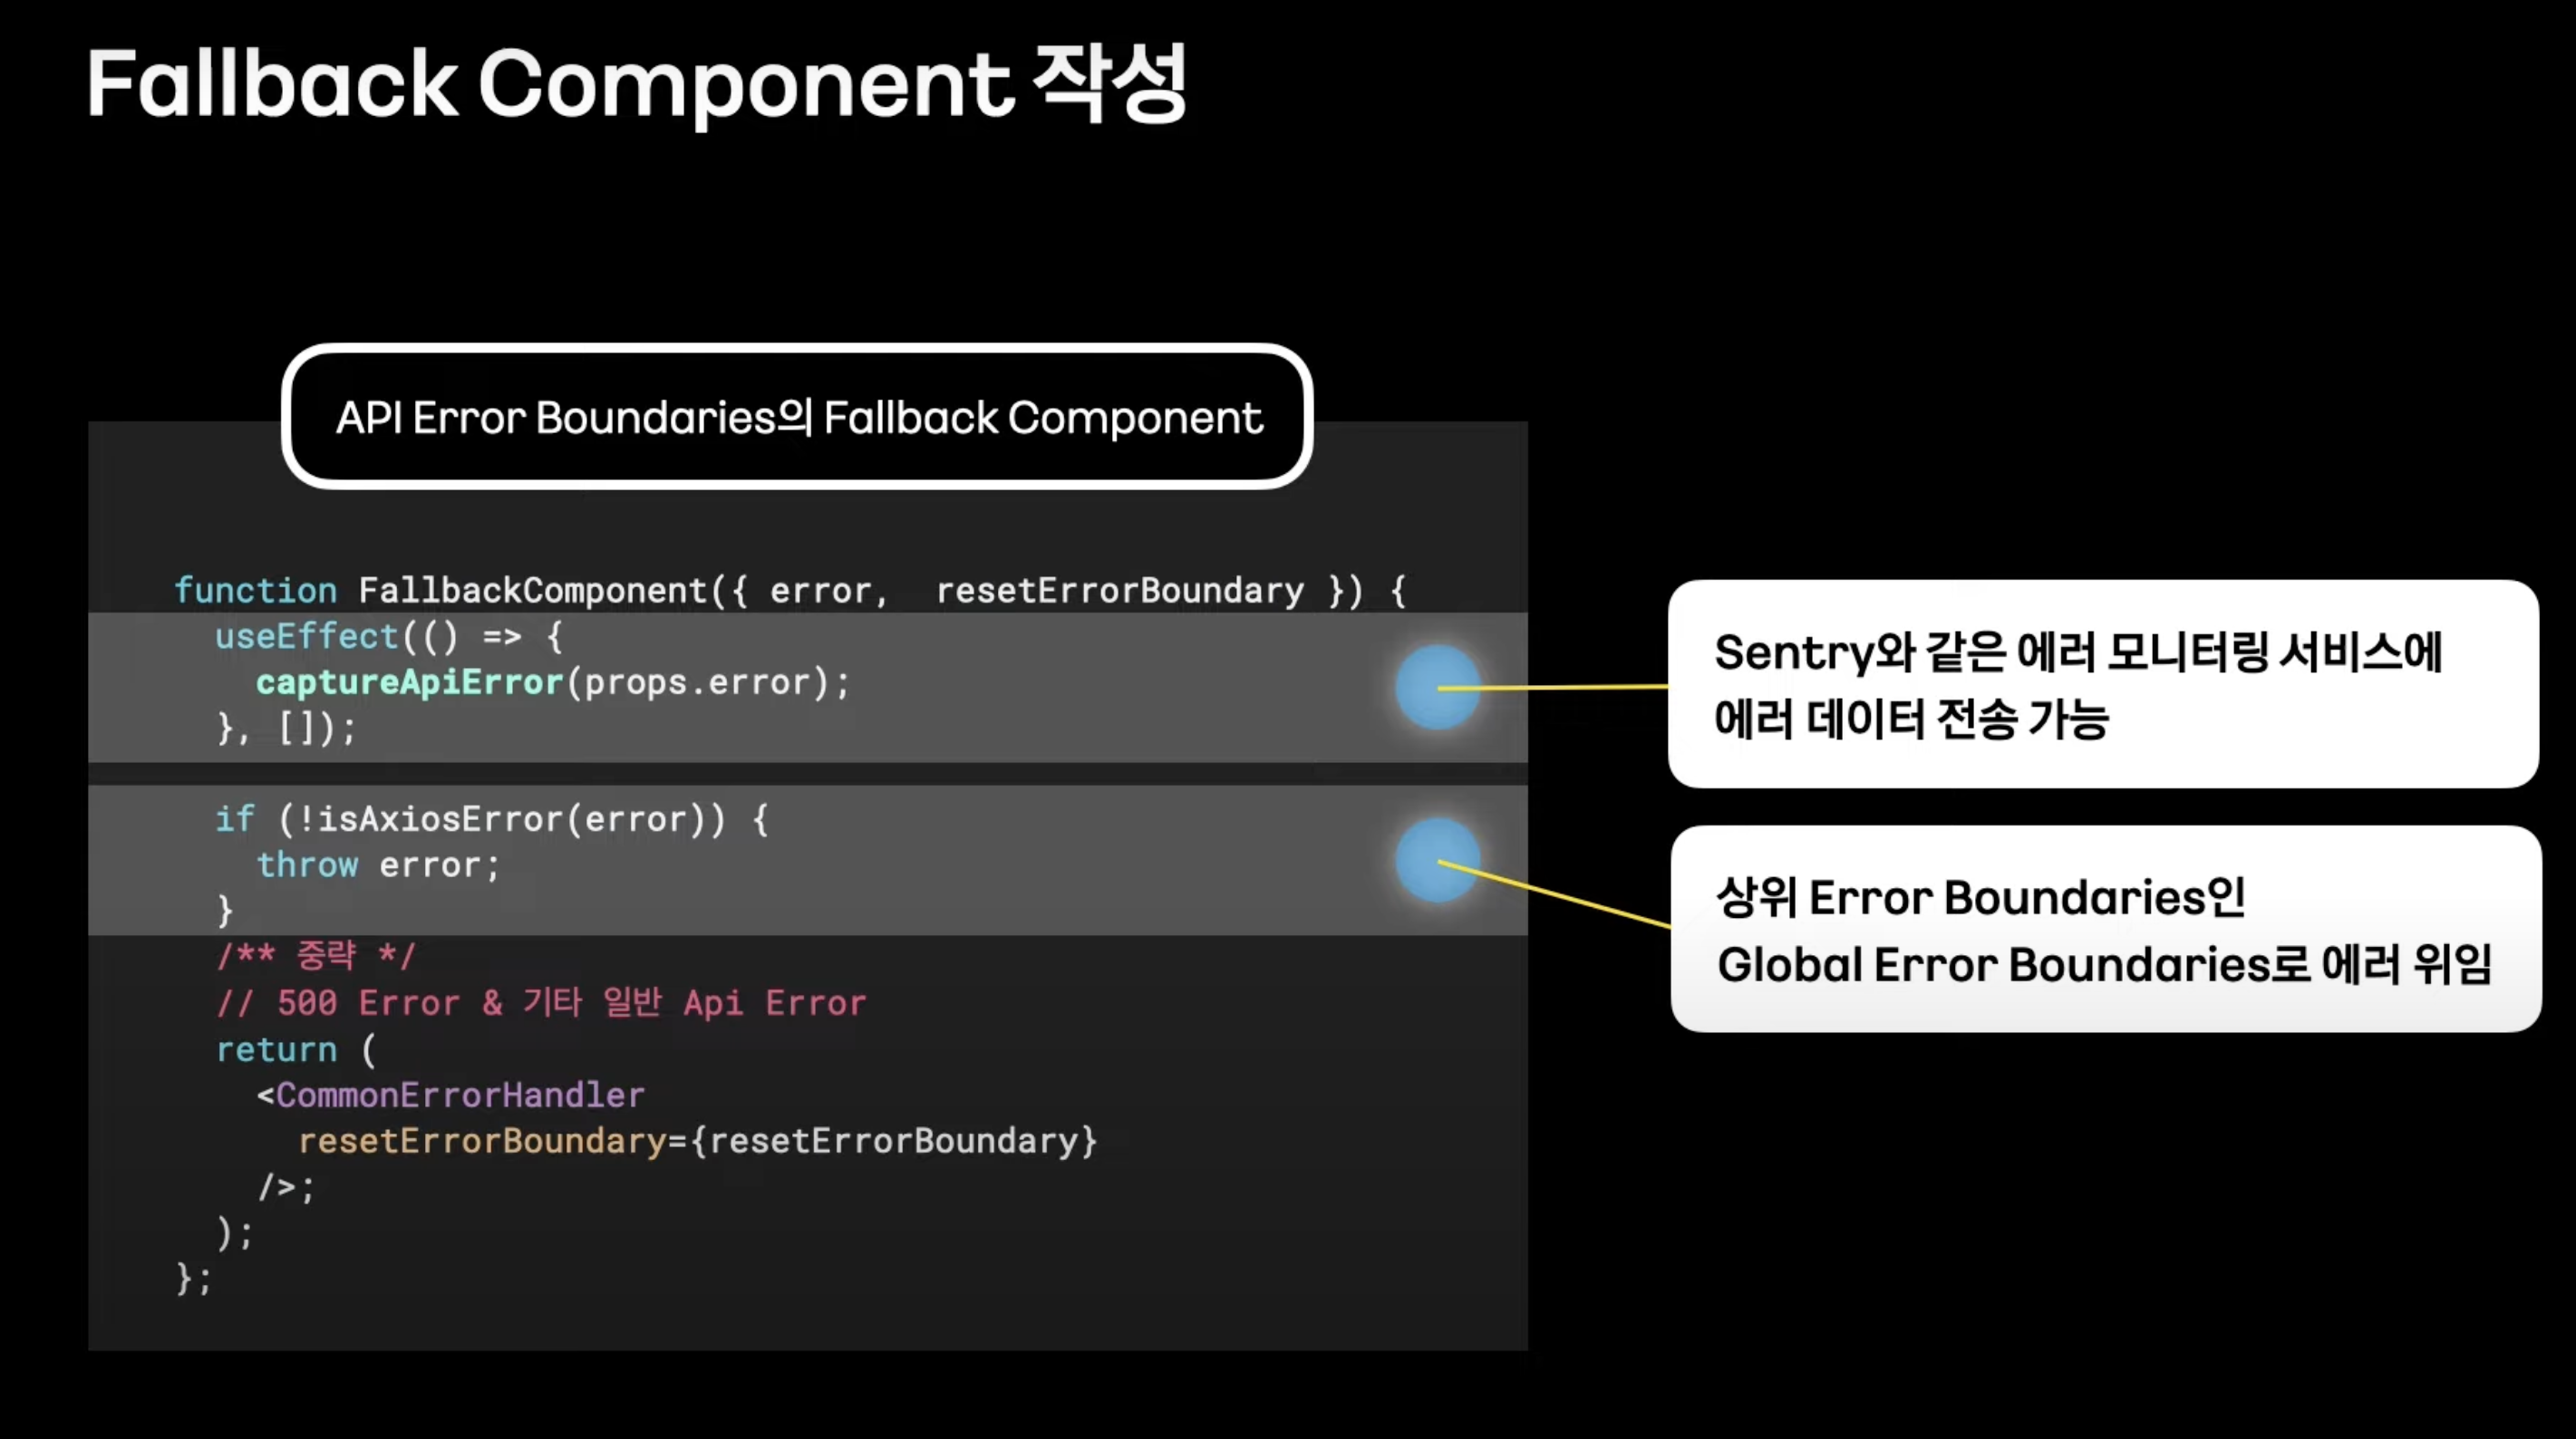 Fallback Component 작성
API Error Boundaries의 Fallback Component
function FallbackComponent({ error,  resetErrorBoundary }) {
  useEffect(() => {
    captureApiError(props.error);
  }, []);
  if (!isAxiosError(error)) {
    throw error;
  }
  /** 중략 */
  // 500 Error & 기타 일반 Api Error
  return (
    <CommonErrorHandler
      resetErrorBoundary={resetErrorBoundary}
    />;
  );
};
Sentry와 같은 에러 모니터링 서비스에
에러 데이터 전송 가능
상위 Error Boundaries인
Global Error Boundaries로 에러 위임